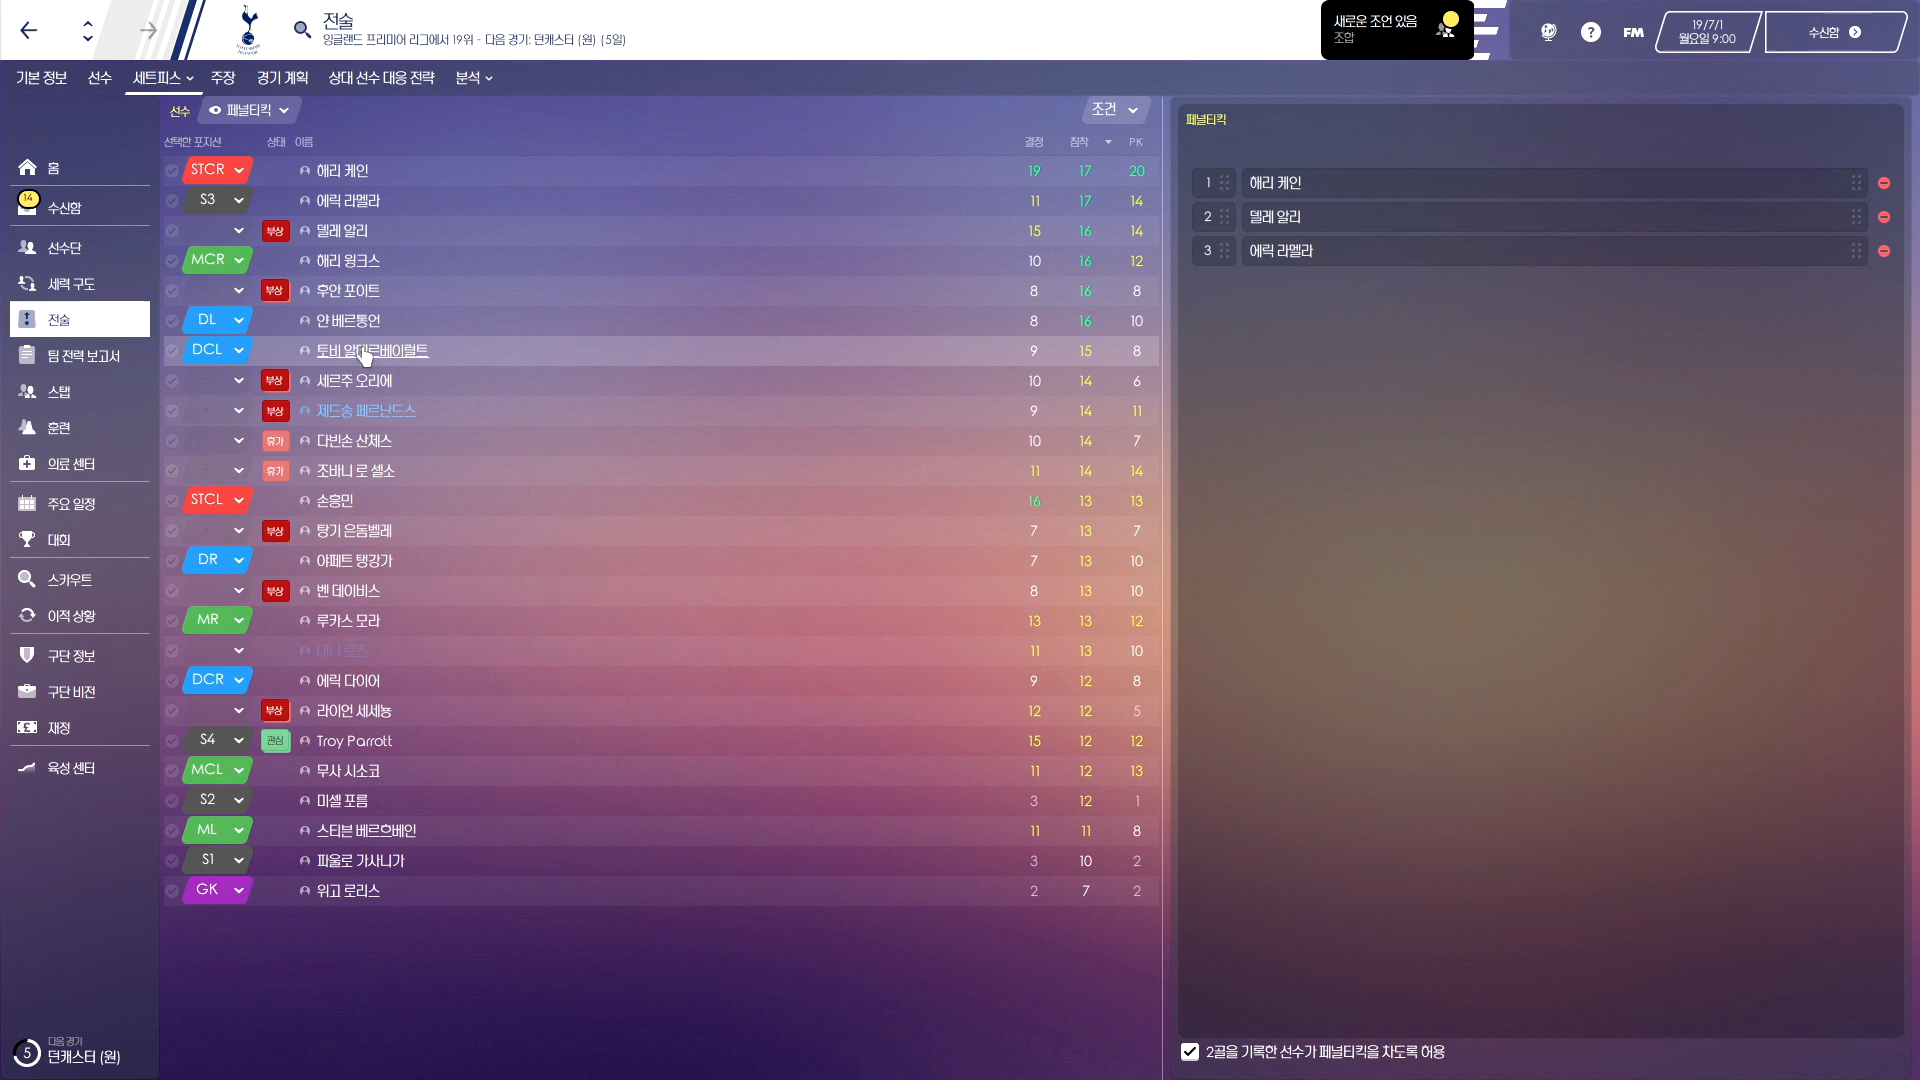 전술
잉글랜드 프리미어 리그에서 19위 - 다음 경기: 던캐스터 (원) (5일)
새로운 조언 있음
조합
?
FM
19/7/1
월요일 9:00
수신함
기본 정보 선수 세트피스 주장 경기 계획 상대 선수 대응 전략 분석
선수 페널티킥 조건
선택한 포지션 상태 이름 결정 침착 PK
STCR 해리 케인 19 17 20
S3 에릭 라멜라 11 17 14
부상 델레 알리 15 16 14
MCR 해리 윙크스 10 16 12
부상 후안 포이트 8 16 8
DL 얀 베르통언 8 16 10
DCL 토비 알데르베이럴트 9 15 8
부상 세르주 오리에 10 14 6
부상 제드송 페르난드스 9 14 11
휴가 다빈손 산체스 10 14 7
휴가 조바니 로 셀소 11 14 14
STCL 손흥민 16 13 13
부상 탕기 은돔벨레 7 13 7
DR 야페트 탕강가 7 13 10
부상 벤 데이비스 8 13 10
MR 루카스 모라 13 13 12
대니 로즈 11 13 10
DCR 에릭 다이어 9 12 8
부상 라이언 세세뇽 12 12 5
S4 관심 Troy Parrott 15 12 12
MCL 무사 시소코 11 12 13
S2 미셸 포름 3 12 1
ML 스티븐 베르흐베인 11 11 8
S1 파울로 가사니가 3 10 2
GK 위고 로리스 2 7 2
홈
14
수신함
선수단
세력 구도
전술
팀 전력 보고서
스탭
훈련
의료 센터
주요 일정
대회
스카우트
이적 상황
구단 정보
구단 비전
재정
육성 센터
5
다음 경기
던캐스터 (원)
페널티킥
1 해리 케인
2 델레 알리
3 에릭 라멜라
2골을 기록한 선수가 페널티킥을 차도록 허용